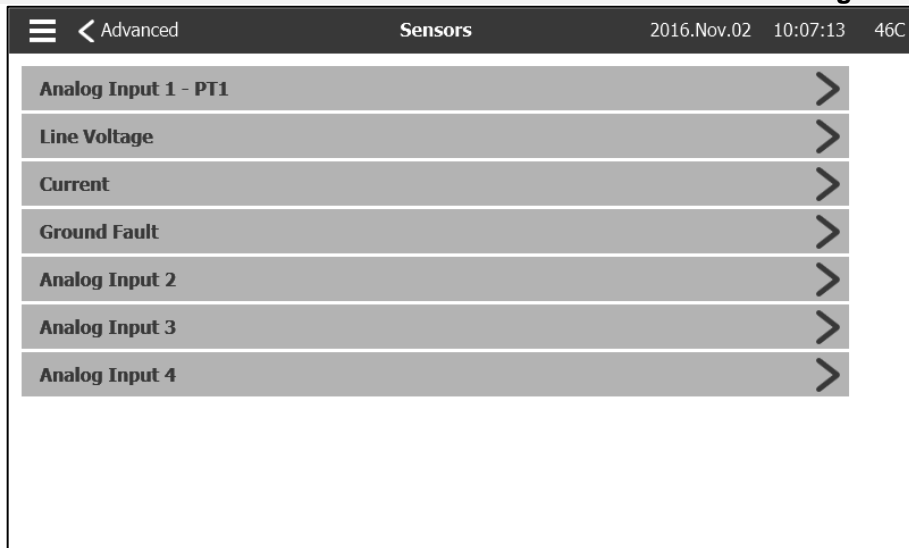 Advanced Sensors 2016.Nov.02 10:07:13 46C
Analog Input 1 - PT1
Line Voltage
Current
Ground Fault
Analog Input 2
Analog Input 3
Analog Input 4